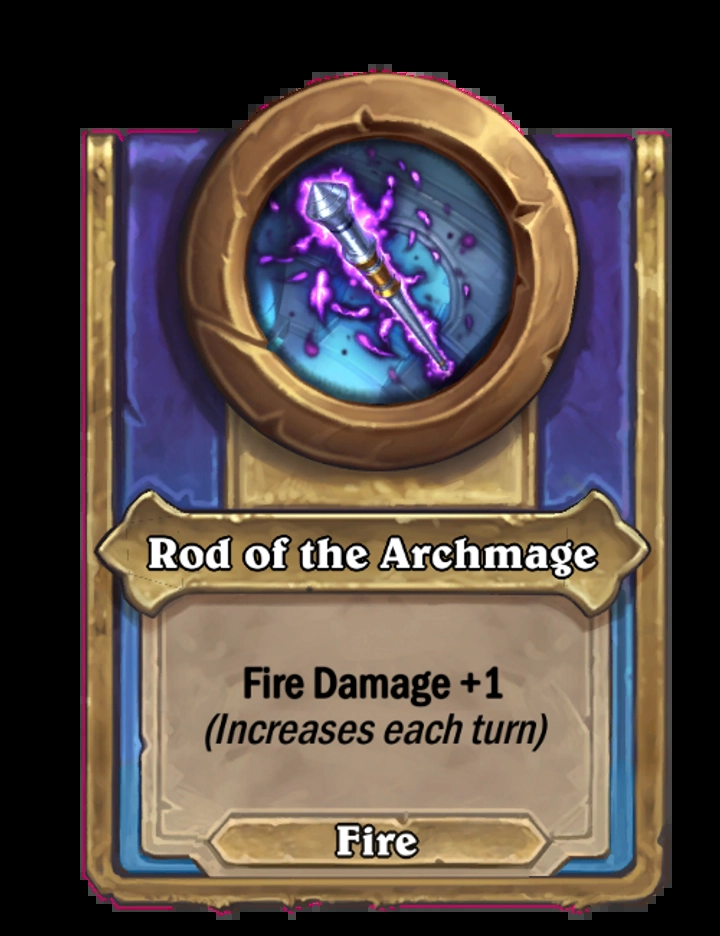 Rod of the Archmage
Fire Damage +1
(Increases each turn)
Fire